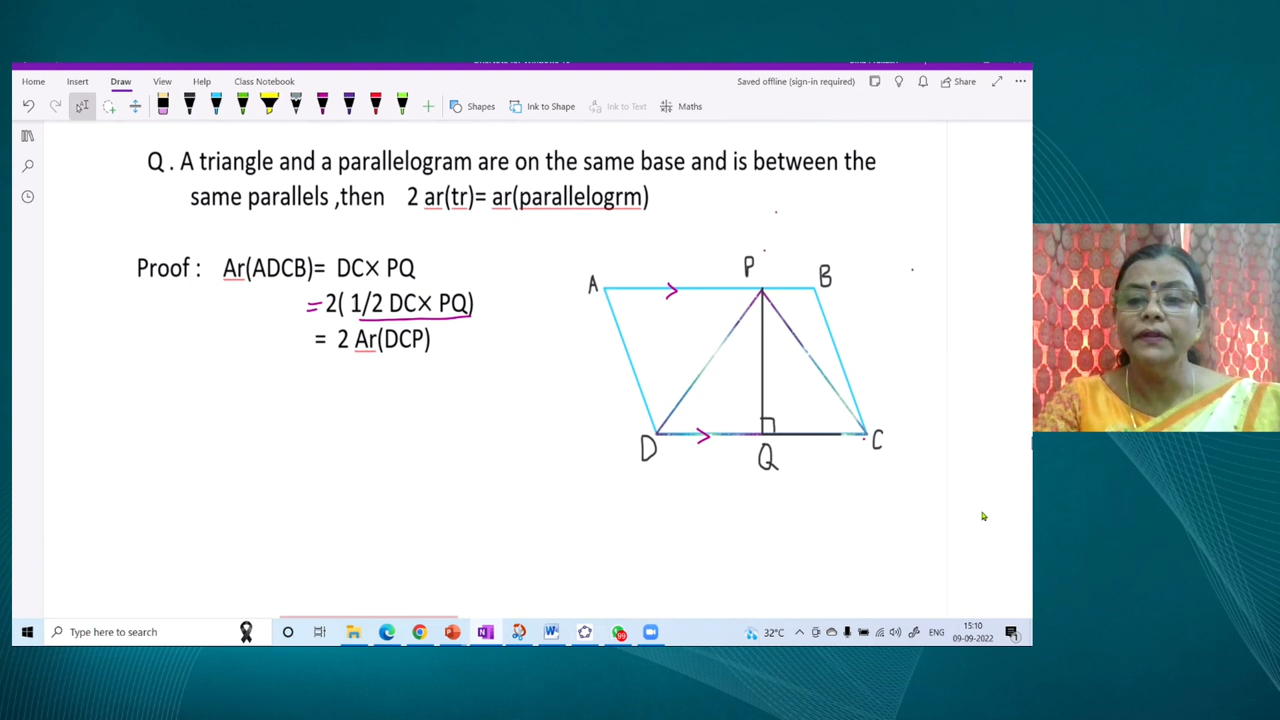 Home Insert Draw View Help Class Notebook Saved offline (sign-in required) Share
Shapes Ink to Shape Ink to Text Maths
Q . A triangle and a parallelogram are on the same base and is between the
same parallels ,then 2 ar(tr)= ar(parallelogrm)
Proof : Ar(ADCB)= DC× PQ
=2( 1/2 DC× PQ)
= 2 Ar(DCP)
P
B
A
D
Q
C
Type here to search
99
32°C
ENG
15:10
09-09-2022
1